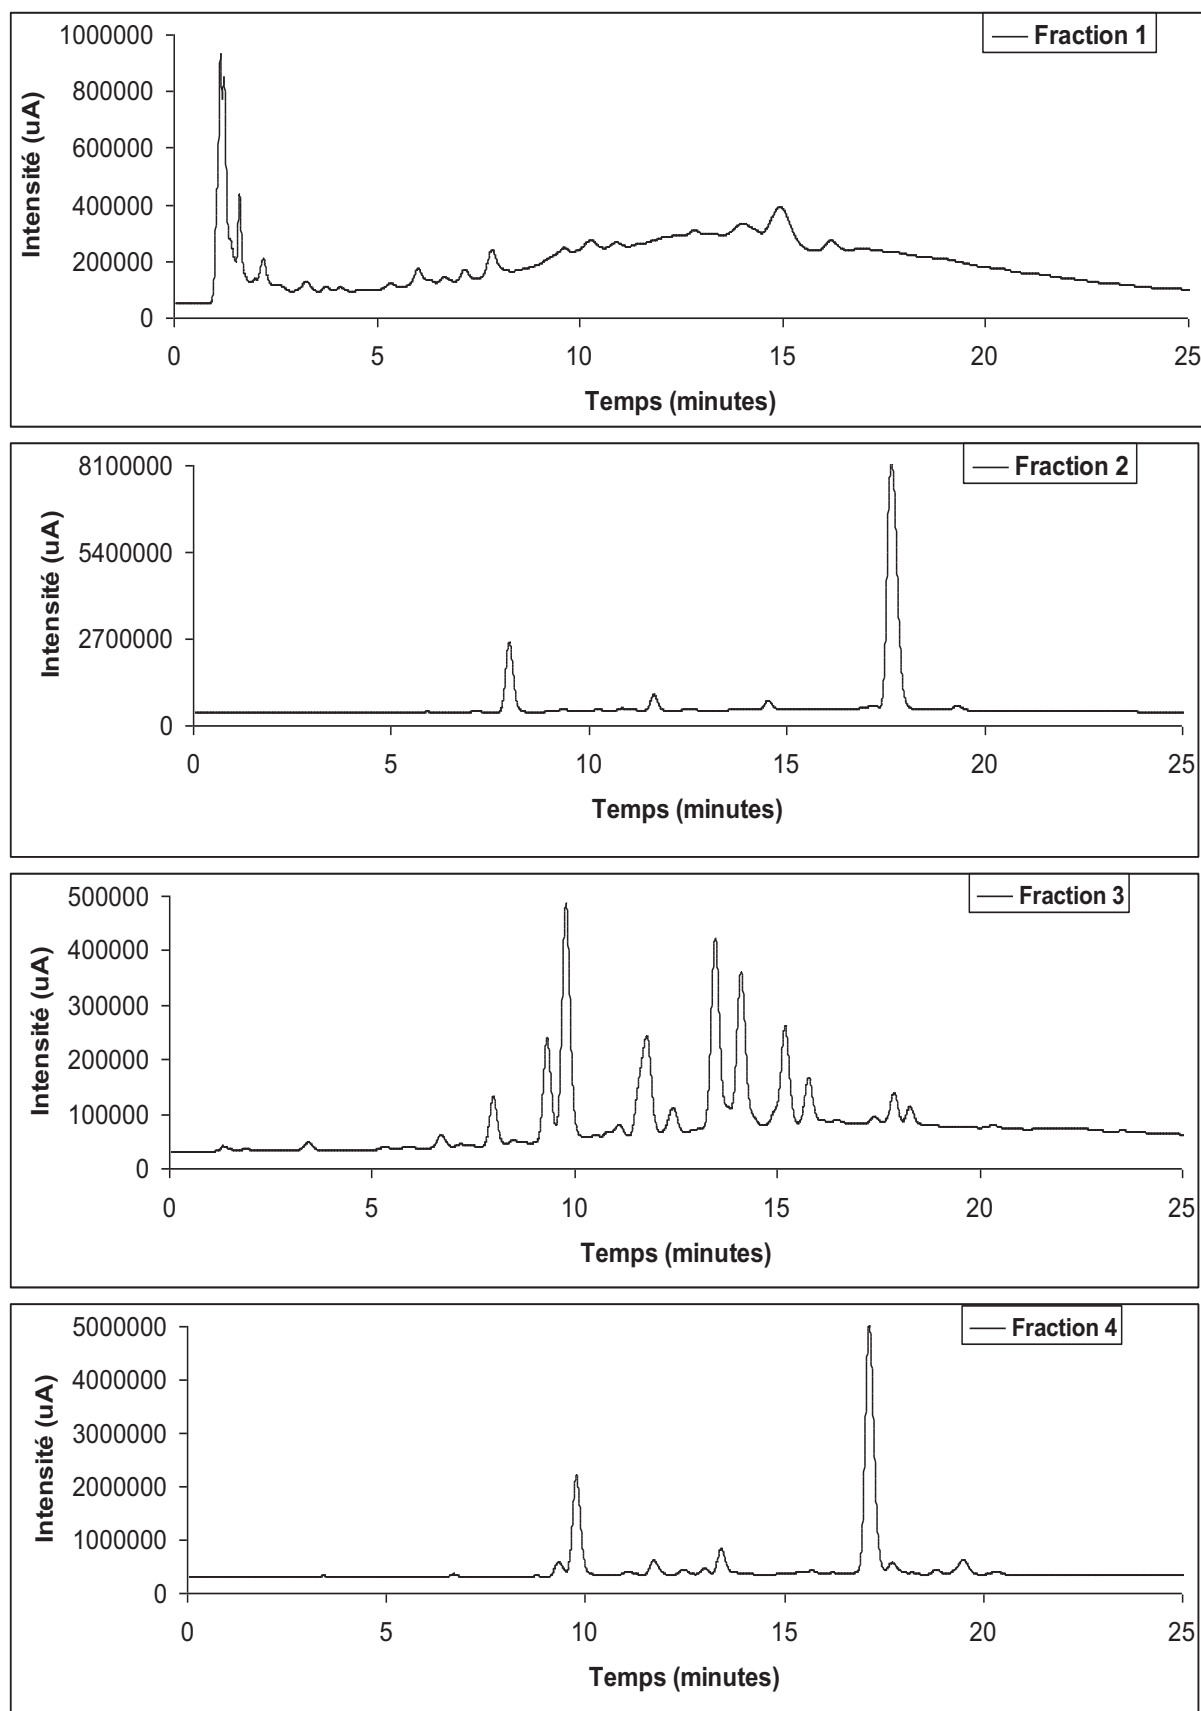 Fraction 1
Intensité (uA)
1000000
800000
600000
400000
200000
0
0 5 10 15 20 25
Temps (minutes)
Fraction 2
Intensité (uA)
8100000
5400000
2700000
0
0 5 10 15 20 25
Temps (minutes)
Fraction 3
Intensité (uA)
500000
400000
300000
200000
100000
0
0 5 10 15 20 25
Temps (minutes)
Fraction 4
Intensité (uA)
5000000
4000000
3000000
2000000
1000000
0
0 5 10 15 20 25
Temps (minutes)